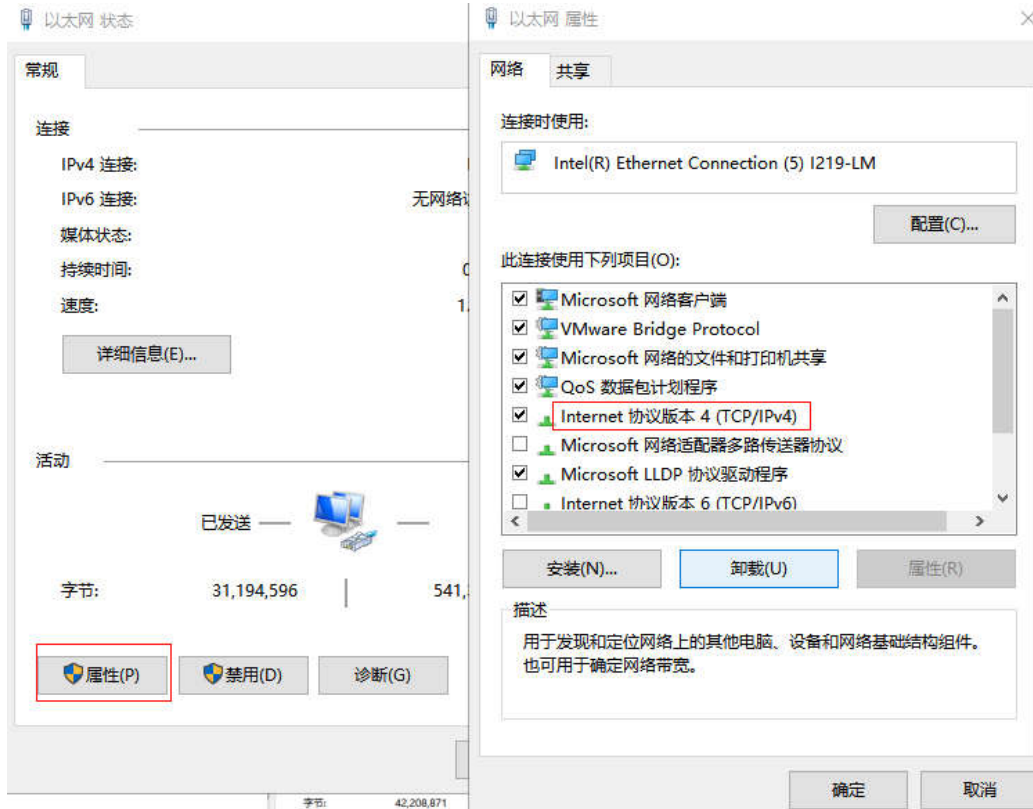 以太网 状态
常规
连接
IPv4 连接:
IPv6 连接:
无网络
媒体状态:
持续时间:
速度:
1.
详细信息(E)...
活动
已发送
字节:
31,194,596
541,
属性(P)
禁用(D)
诊断(G)
字节:
42,208,871
以太网 属性
网络
共享
连接时使用:
Intel(R) Ethernet Connection (5) I219-LM
配置(C)...
此连接使用下列项目(O):
Microsoft 网络客户端
VMware Bridge Protocol
Microsoft 网络的文件和打印机共享
QoS 数据包计划程序
Internet 协议版本 4 (TCP/IPv4)
Microsoft 网络适配器多路传送器协议
Microsoft LLDP 协议驱动程序
Internet 协议版本 6 (TCP/IPv6)
安装(N)...
卸载(U)
属性(R)
描述
用于发现和定位网络上的其他电脑、设备和网络基础结构组件。
也可用于确定网络带宽。
确定
取消